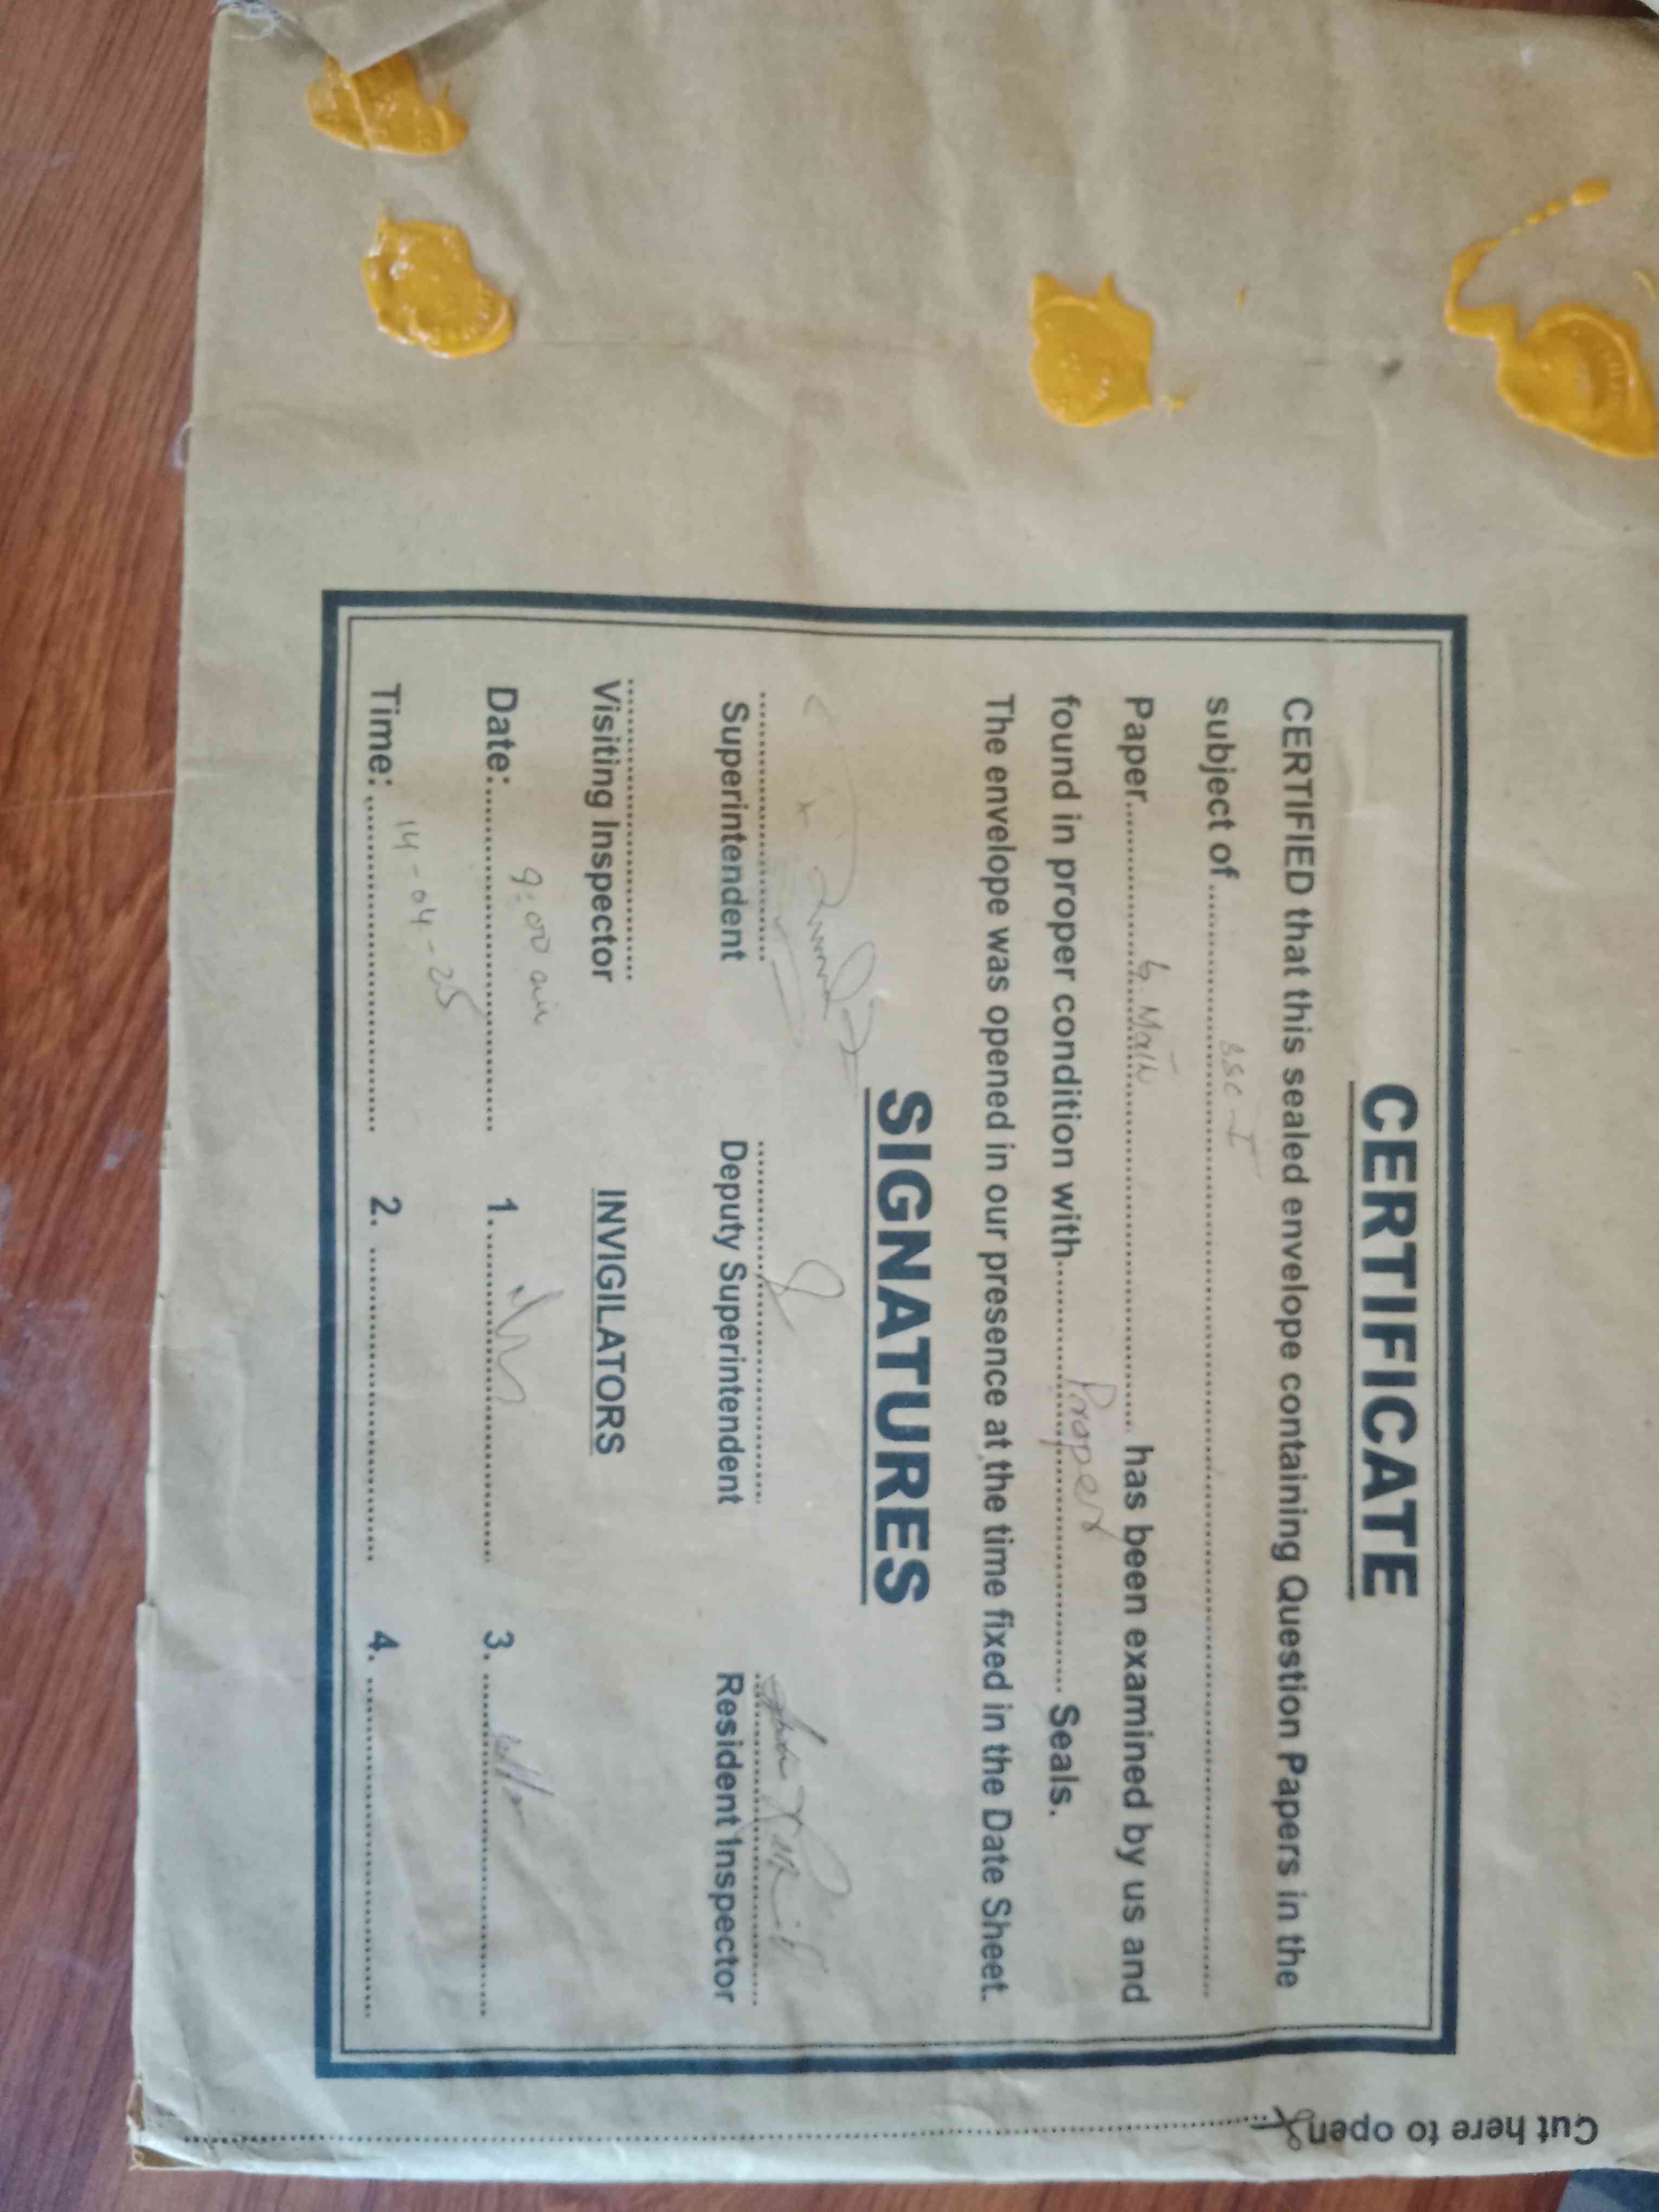 CERTIFICATE
CERTIFIED that this sealed envelope containing Question Papers in the
subject of..........SSC-I..........
Paper..........Main..........has been examined by us and
found in proper condition with..........Proper..........Seals.
The envelope was opened in our presence at the time fixed in the Date Sheet.
SIGNATURES
Superintendent Deputy Superintendent Resident Inspector
Visiting Inspector INVIGILATORS
Date:..........9:00 am.......... 1........... 3. ..........
Time:..........14-04-25.......... 2. .......... 4. ..........
Cut here to open